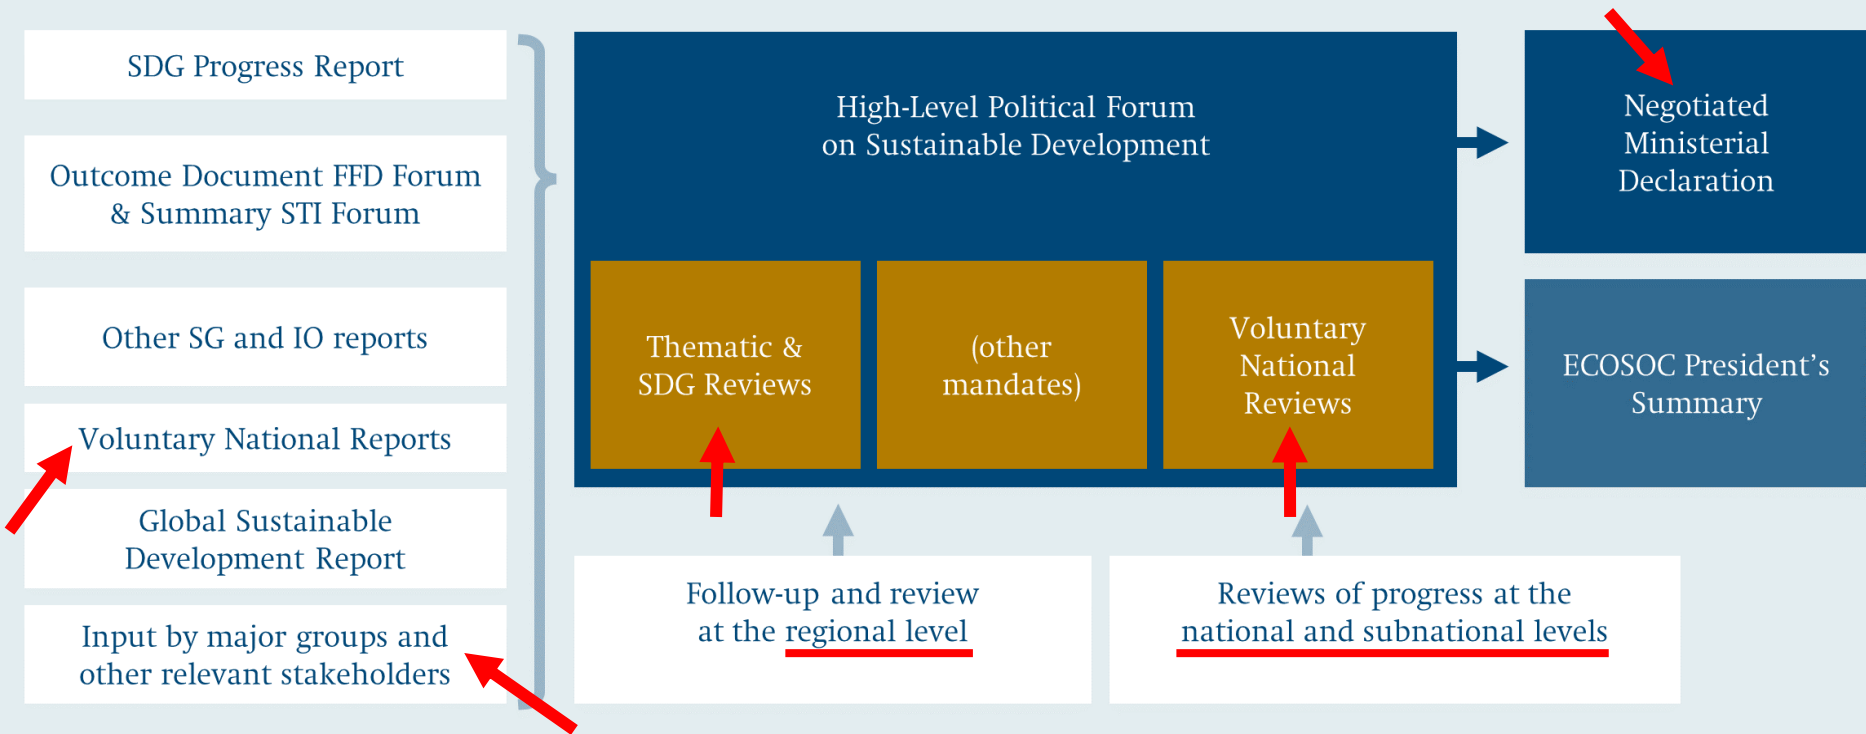 SDG Progress Report
Outcome Document FFD Forum
& Summary STI Forum
Other SG and IO reports
Voluntary National Reports
Global Sustainable
Development Report
Input by major groups and
other relevant stakeholders
High-Level Political Forum
on Sustainable Development
Thematic &
SDG Reviews
(other
mandates)
Voluntary
National
Reviews
Follow-up and review
at the regional level
Reviews of progress at the
national and subnational levels
Negotiated
Ministerial
Declaration
ECOSOC President’s
Summary